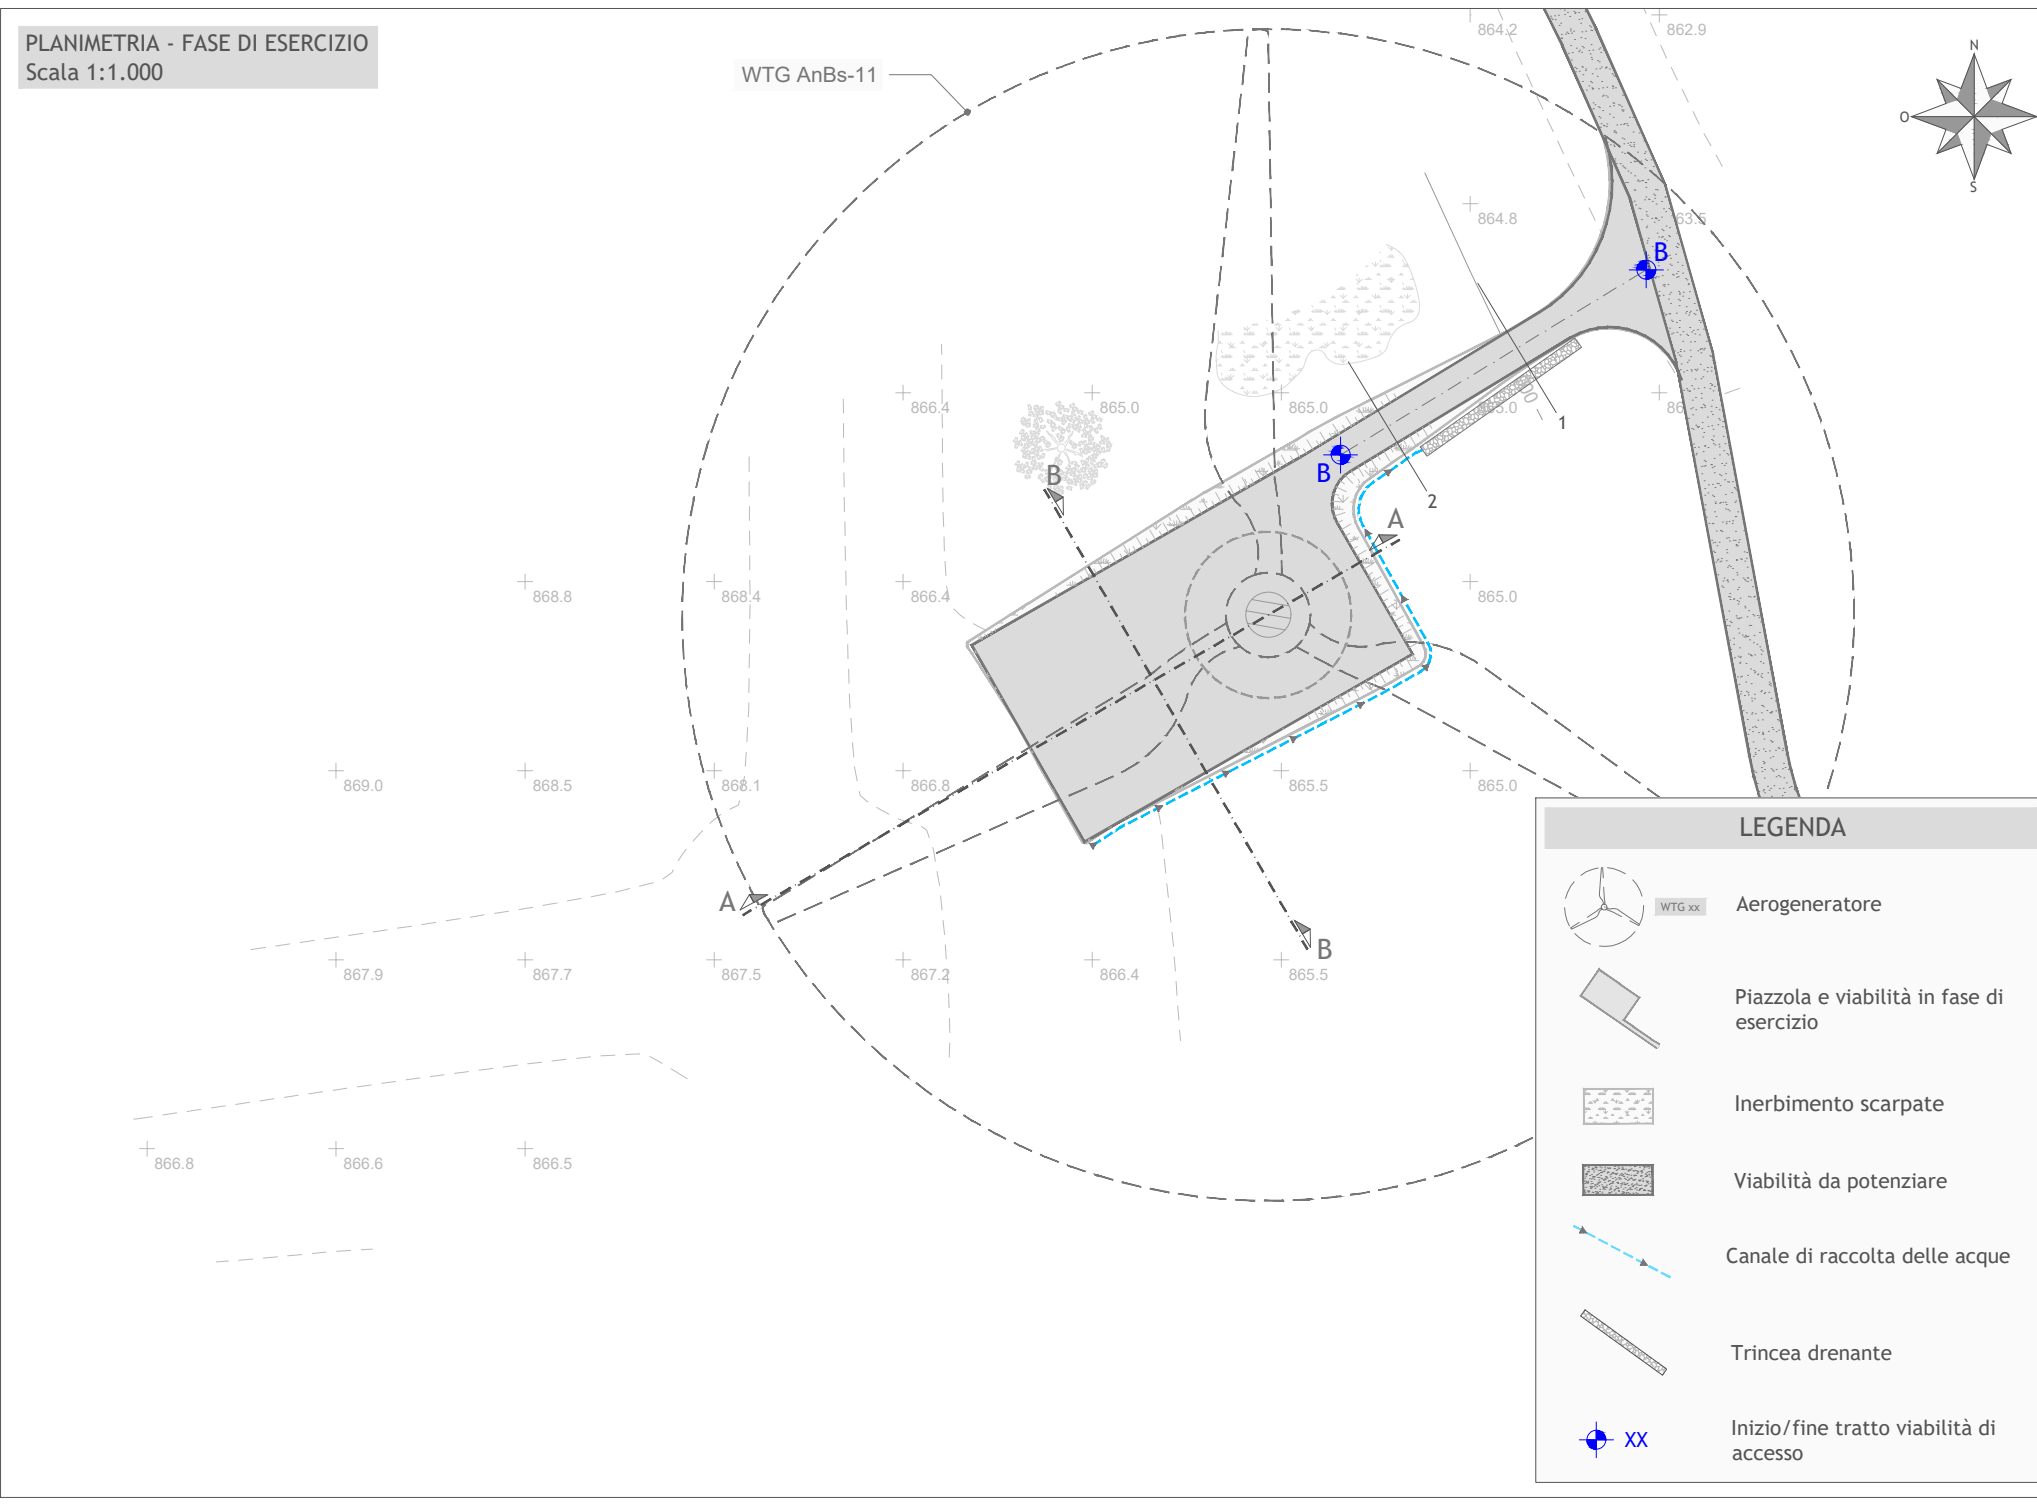 PLANIMETRIA - FASE DI ESERCIZIO
Scala 1:1.000
WTG AnBs-11
864.2
862.9
N
O
S
864.8
63.5
B
866.4
865.0
865.0
5.0
1
B
B
2
A
868.8
868.4
866.4
865.0
869.0
868.5
868.1
866.8
865.5
865.0
A
B
867.9
867.7
867.5
867.2
866.4
865.5
866.8
866.6
866.5
LEGENDA
WTG xx
Aerogeneratore
Piazzola e viabilità in fase di
esercizio
Inerbimento scarpate
Viabilità da potenziare
Canale di raccolta delle acque
Trincea drenante
XX
Inizio/fine tratto viabilità di
accesso